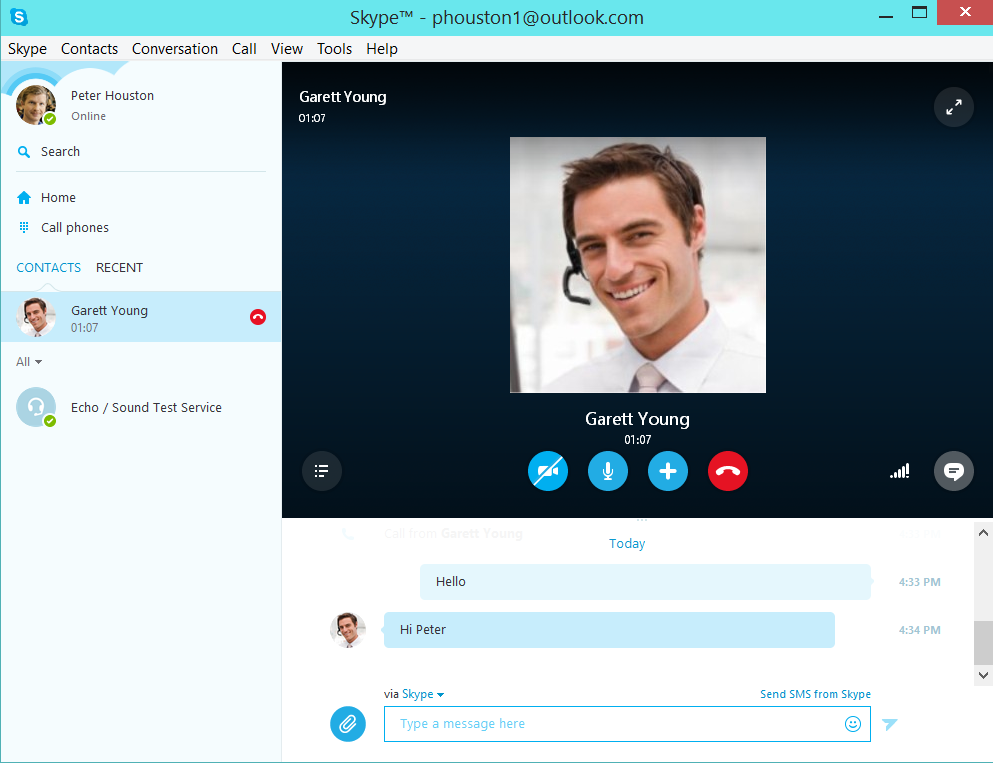 Skype™ - phouston1@outlook.com
Skype Contacts Conversation Call View Tools Help
Peter Houston
Online
Search
Home
Call phones
CONTACTS RECENT
Garett Young
01:07
All
Echo / Sound Test Service
Garett Young
01:07
Garett Young
01:07
Call from Garett Young
Today
Hello
4:33 PM
Hi Peter
4:34 PM
via Skype
Send SMS from Skype
Type a message here